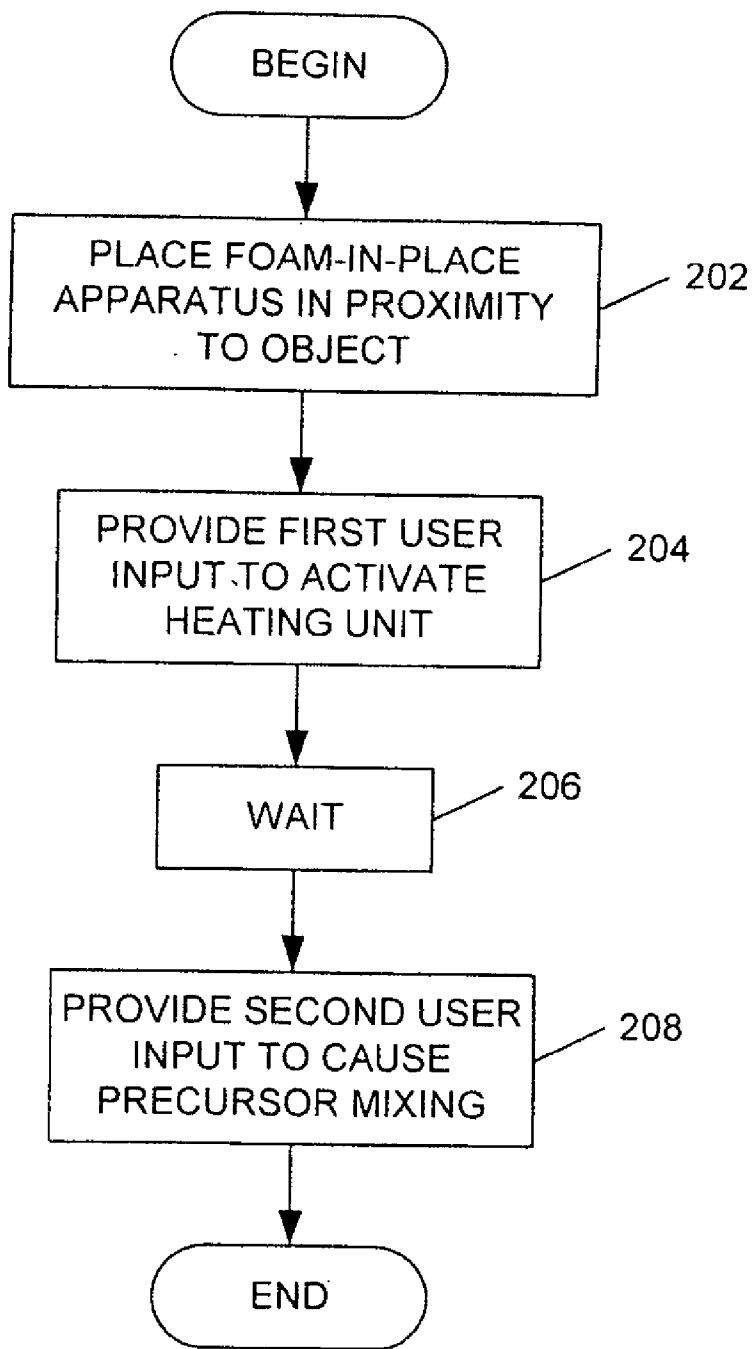 BEGIN
PLACE FOAM-IN-PLACE
APPARATUS IN PROXIMITY
TO OBJECT
202
PROVIDE FIRST USER
INPUT TO ACTIVATE
HEATING UNIT
204
WAIT
206
PROVIDE SECOND USER
INPUT TO CAUSE
PRECURSOR MIXING
208
END